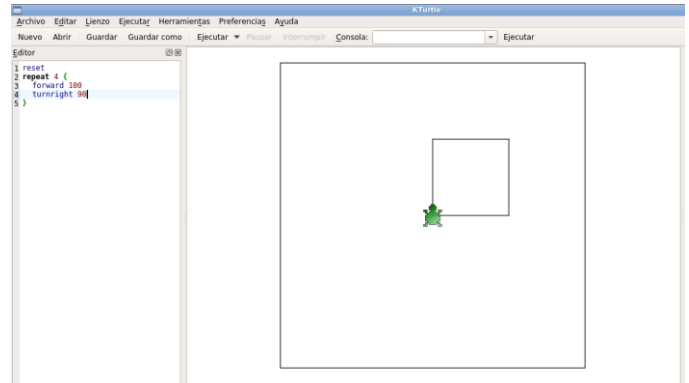 KTurtle
Archivo Editar Lienzo Ejecutar Herramientas Preferencias Ayuda
Nuevo Abrir Guardar Guardar como Ejecutar Pausar Interrumpir Consola: Ejecutar
Editor
1 reset
2 repeat 4 {
3 forward 100
4 turnright 90
5 }